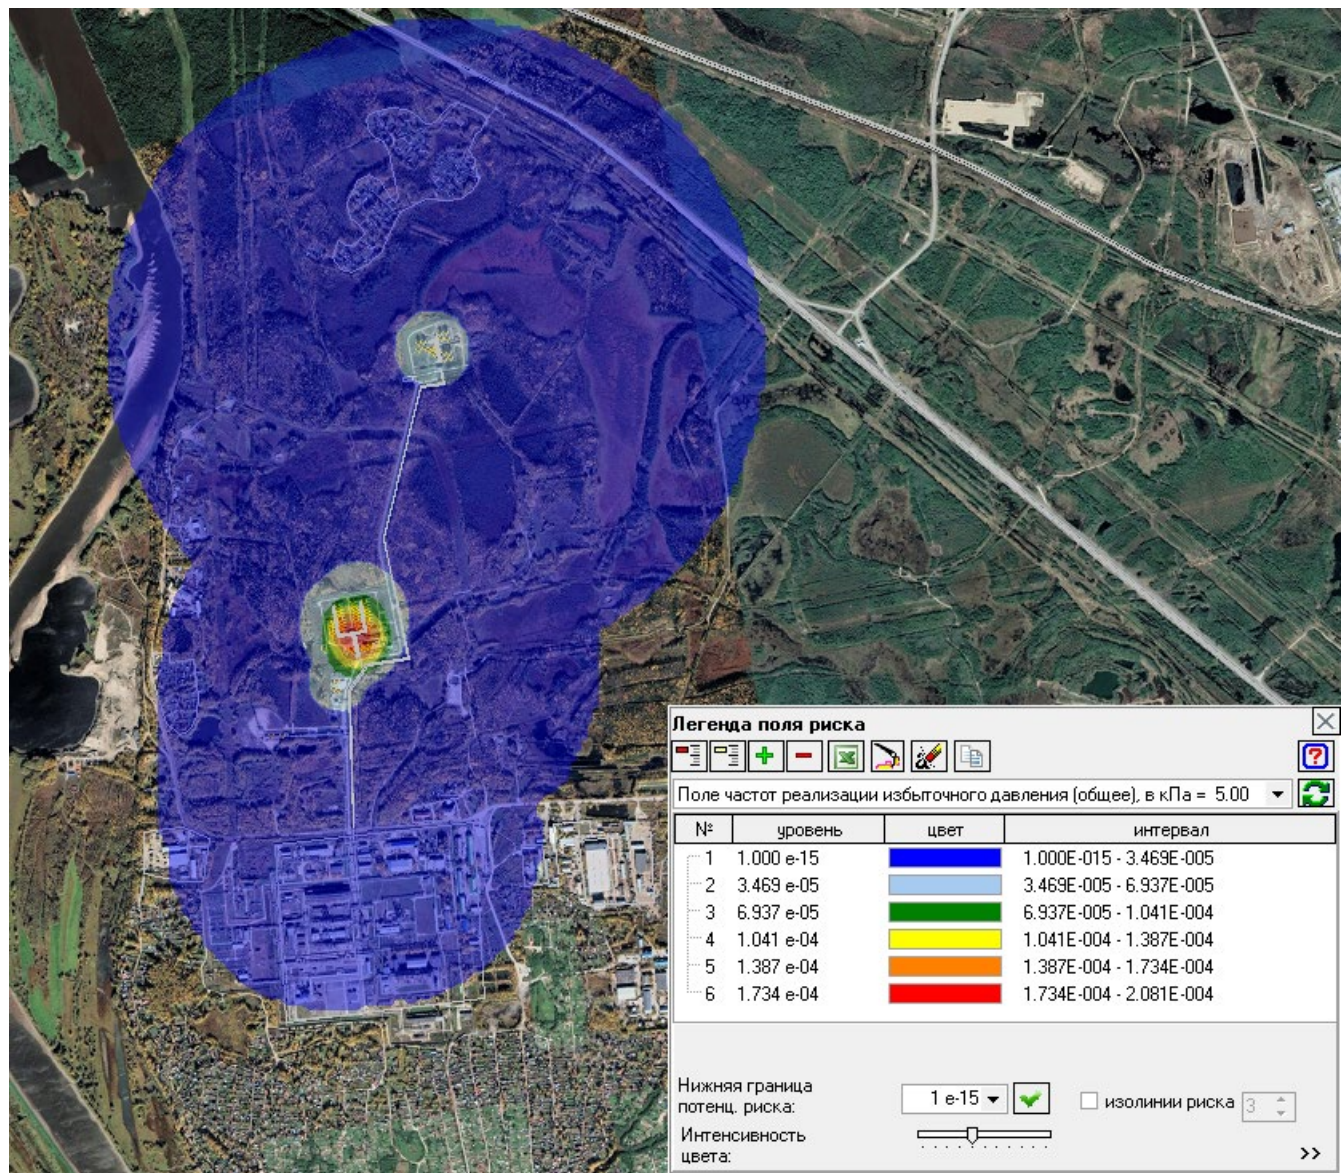 Легенда поля риска
Поле частот реализации избыточного давления (общее), в кПа = 5.00
№ уровень цвет интервал
1 1.000 e-15 1.000E-015 - 3.469E-005
2 3.469 e-05 3.469E-005 - 6.937E-005
3 6.937 e-05 6.937E-005 - 1.041E-004
4 1.041 e-04 1.041E-004 - 1.387E-004
5 1.387 e-04 1.387E-004 - 1.734E-004
6 1.734 e-04 1.734E-004 - 2.081E-004
Нижняя граница
потенц. риска:
1 e-15
изолинии риска 3
Интенсивность
цвета:
>>